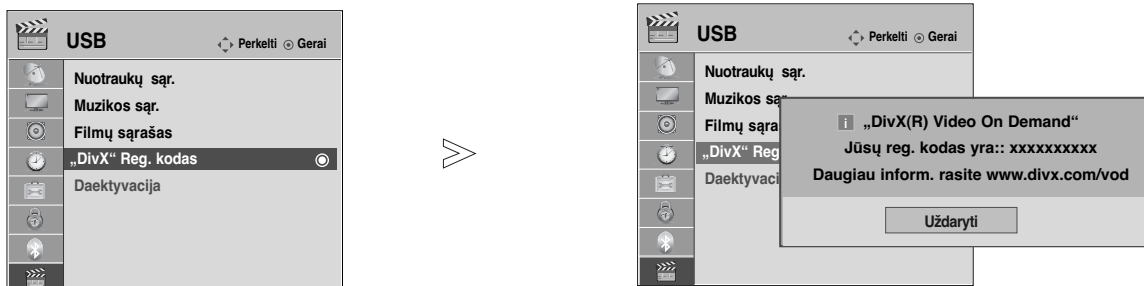 USB
Perkelti
Gerai
Nuotraukų sąr.
Muzikos sąr.
Filmų sąrašas
„DivX“ Reg. kodas
Daektyvacija
USB
Perkelti
Gerai
Nuotraukų sąr.
Muzikos są
Filmų sąra
„DivX“ Reg
Daektyvaci
i „DivX(R) Video On Demand“
Jūsų reg. kodas yra:: xxxxxxxxxx
Daugiau inform. rasite www.divx.com/vod
Uždaryti